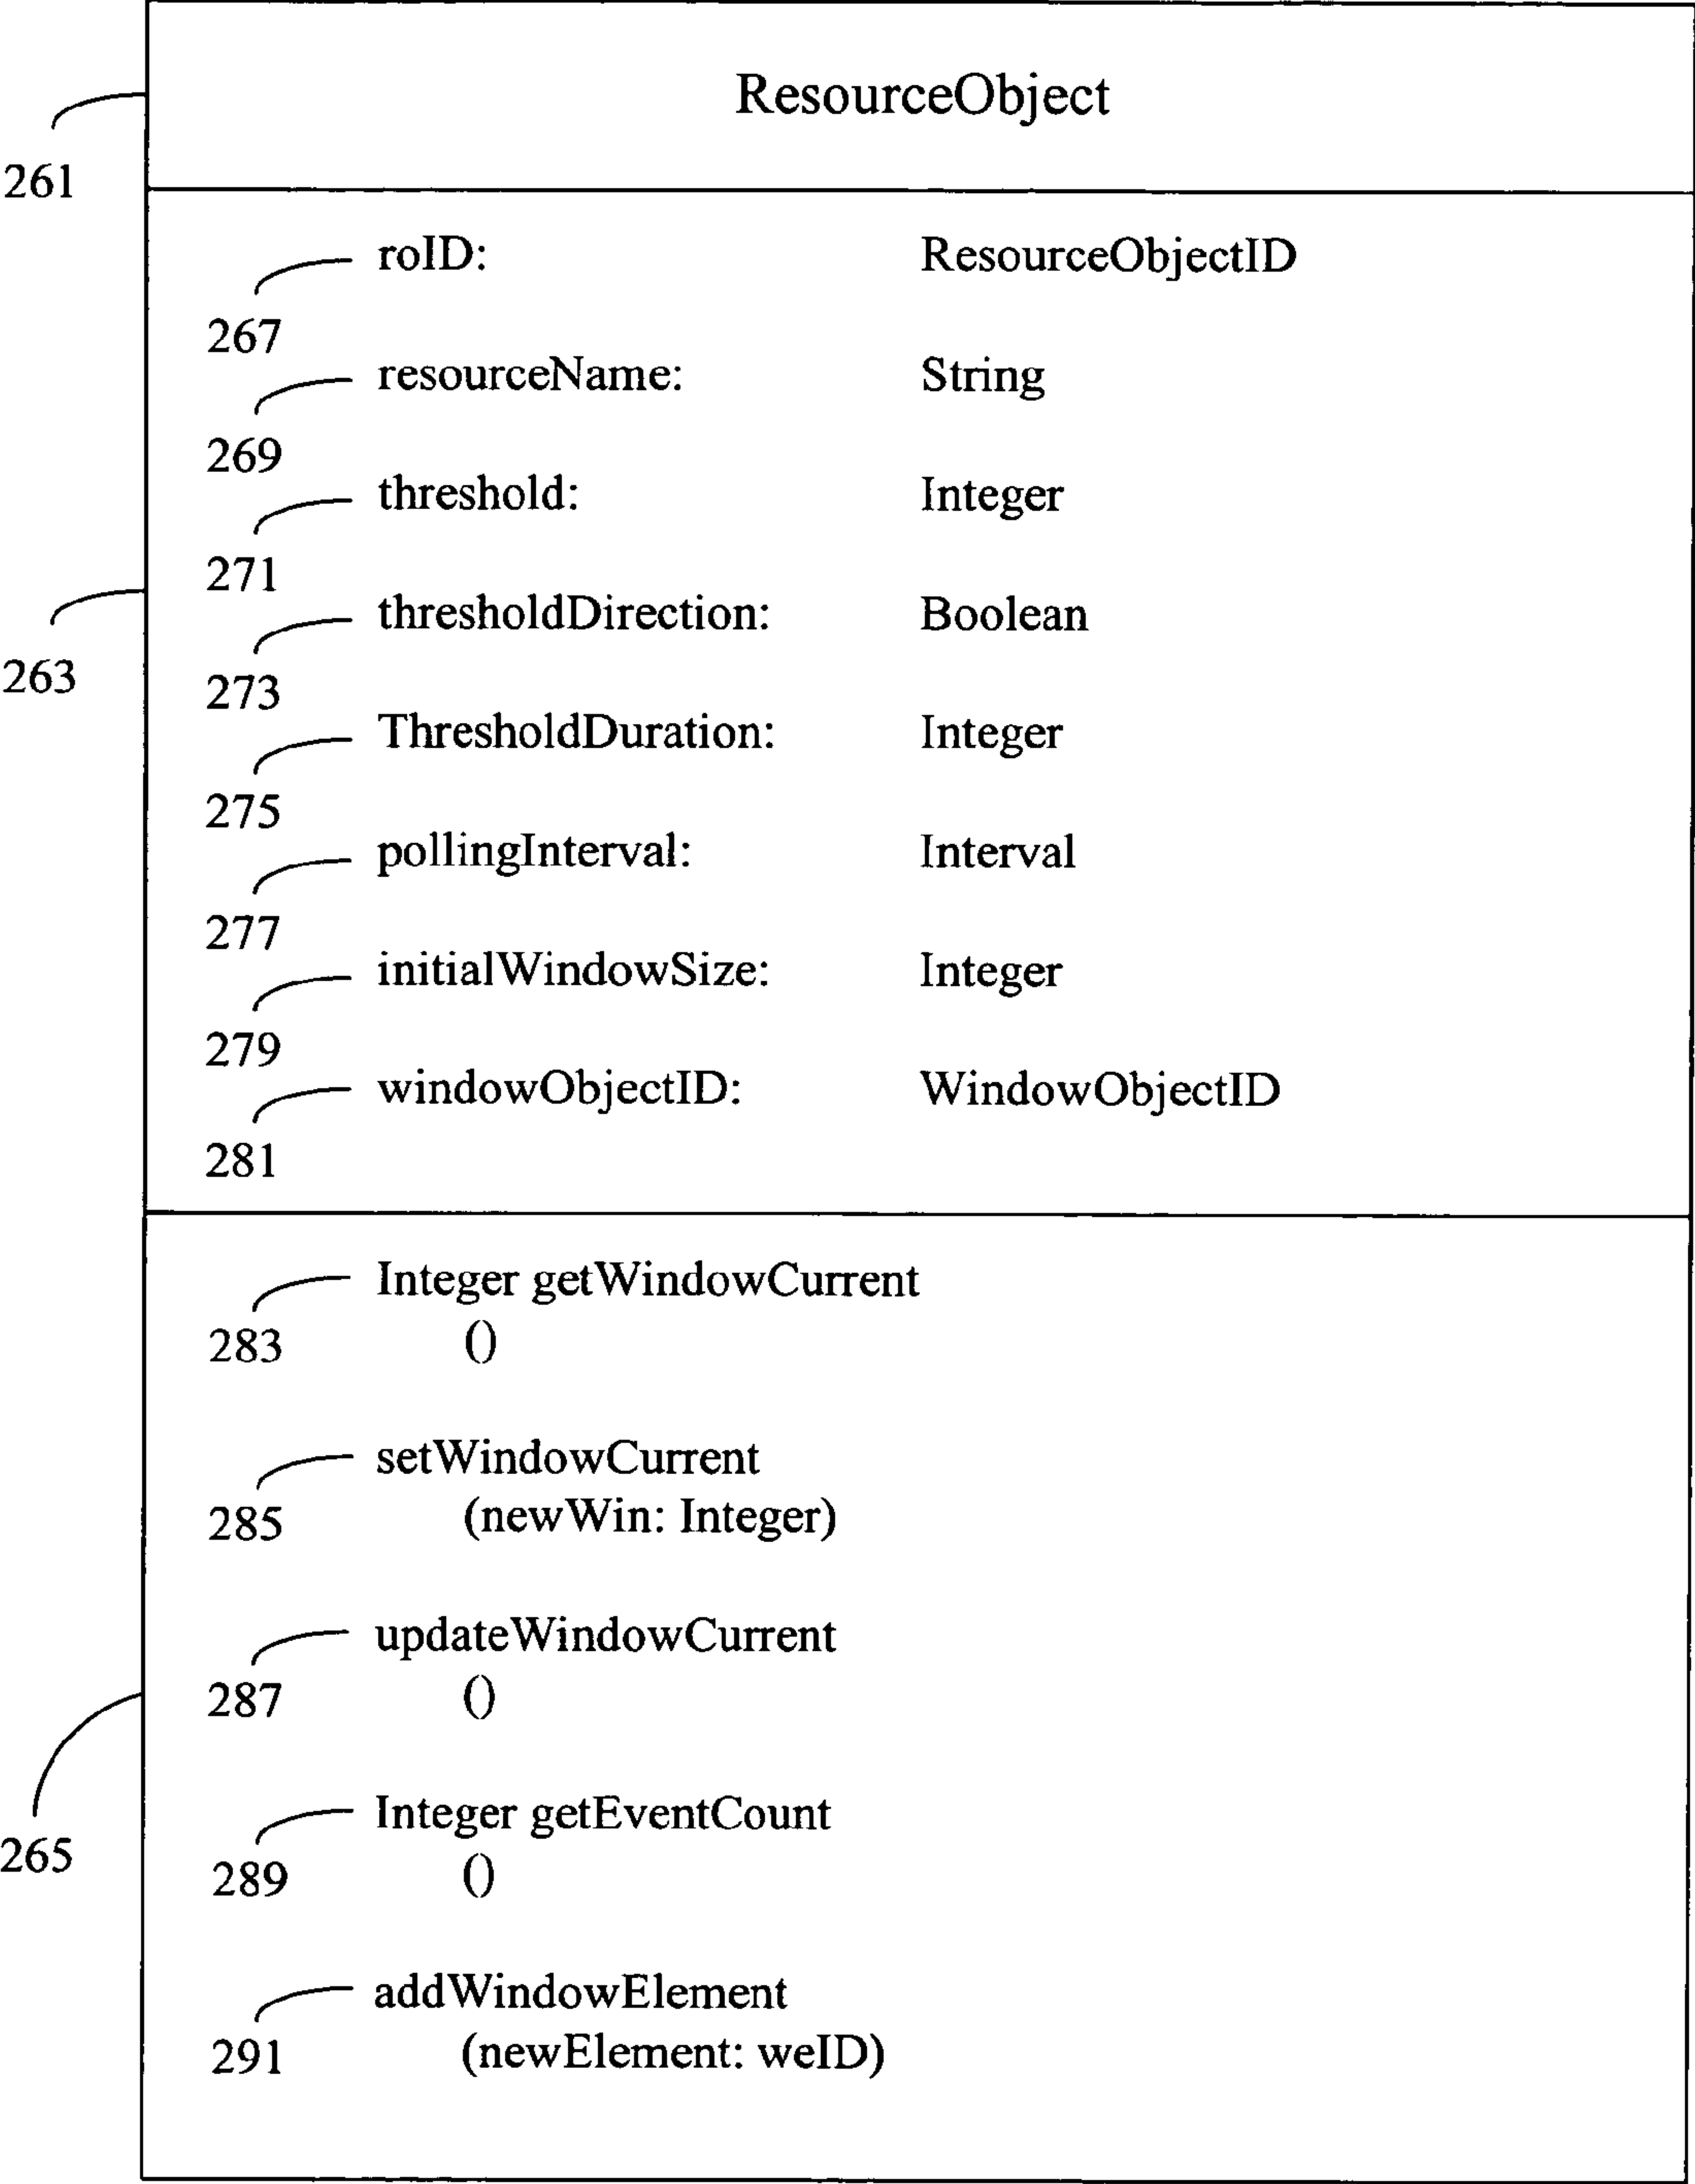 ResourceObject
261
roID: ResourceObjectID
267
resourceName: String
269
threshold: Integer
271
thresholdDirection: Boolean
263
273
ThresholdDuration: Integer
275
pollingInterval: Interval
277
initialWindowSize: Integer
279
windowObjectID: WindowObjectID
281
Integer getWindowCurrent
283 ()
setWindowCurrent
285 (newWin: Integer)
updateWindowCurrent
287 ()
Integer getEventCount
265
289 ()
addWindowElement
291 (newElement: weID)